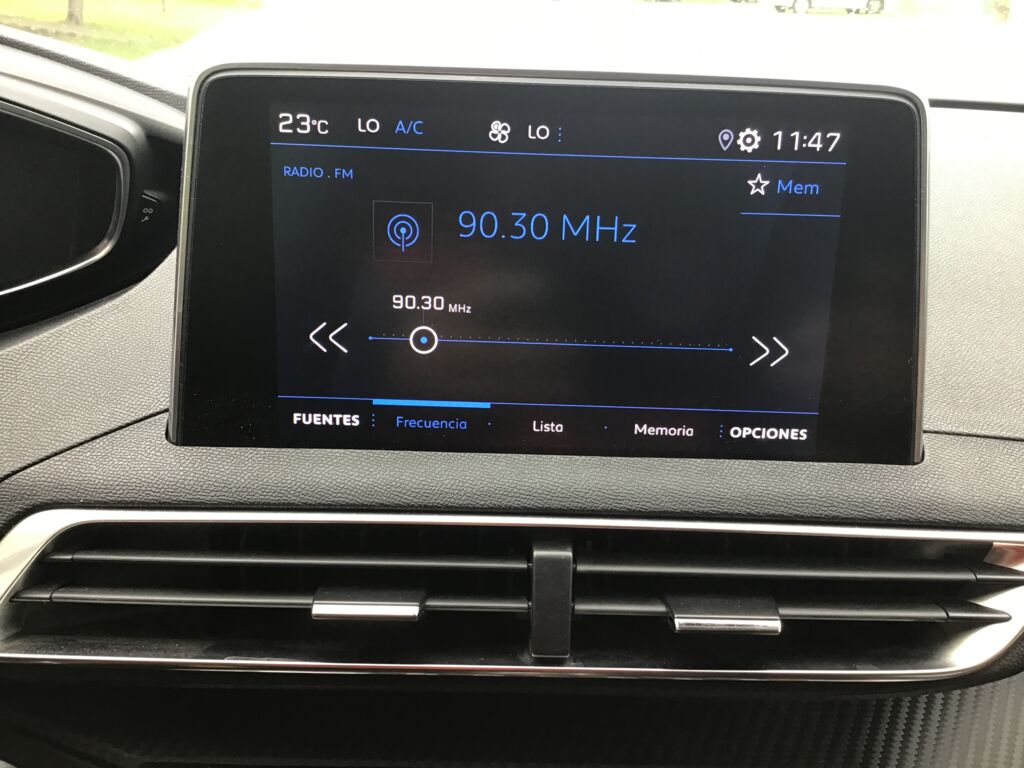 23°C LO A/C LO 11:47
RADIO . FM
Mem
90.30 MHz
90.30 MHz
FUENTES Frecuencia Lista Memoria OPCIONES